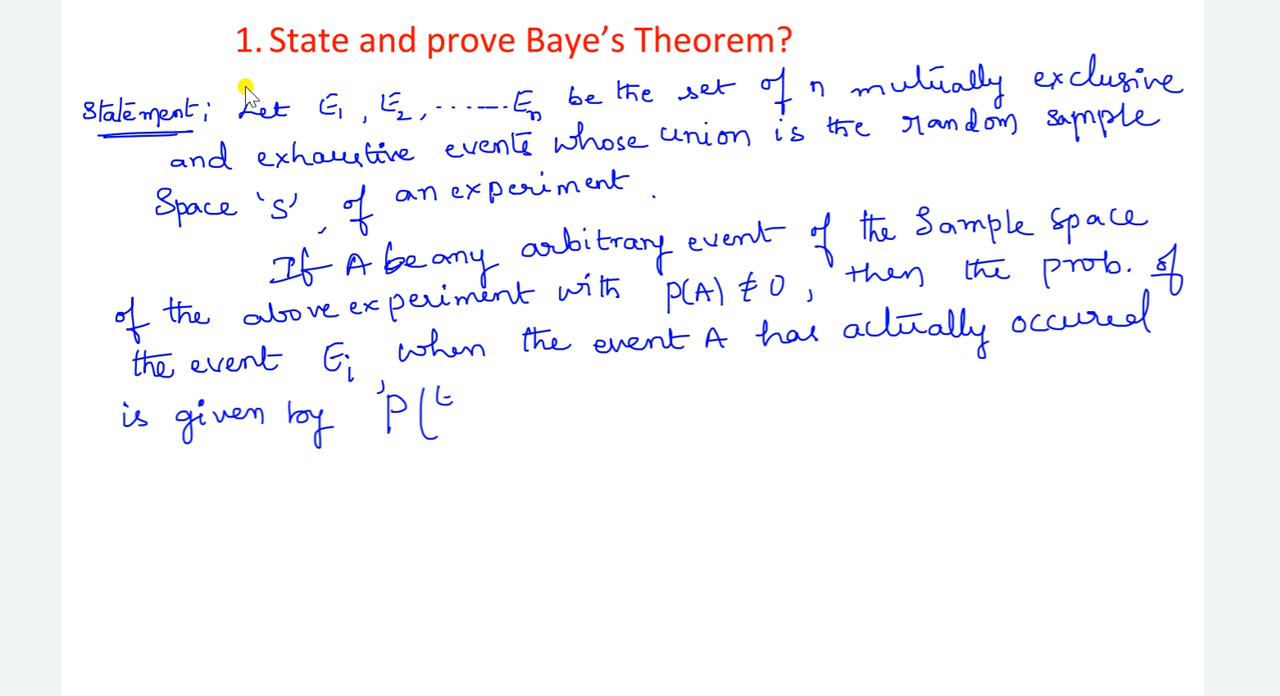 1. State and prove Baye's Theorem?
Statement; Let E1, E2, ...... En be the set of n mutually exclusive
and exhaustive events whose union is the random sample
Space 'S', of an experiment.
If A be any arbitrary event of the Sample space
of the above experiment with P(A) ≠ 0, then the prob. of
the event Ei, when the event A has actually occured
is given by P(E